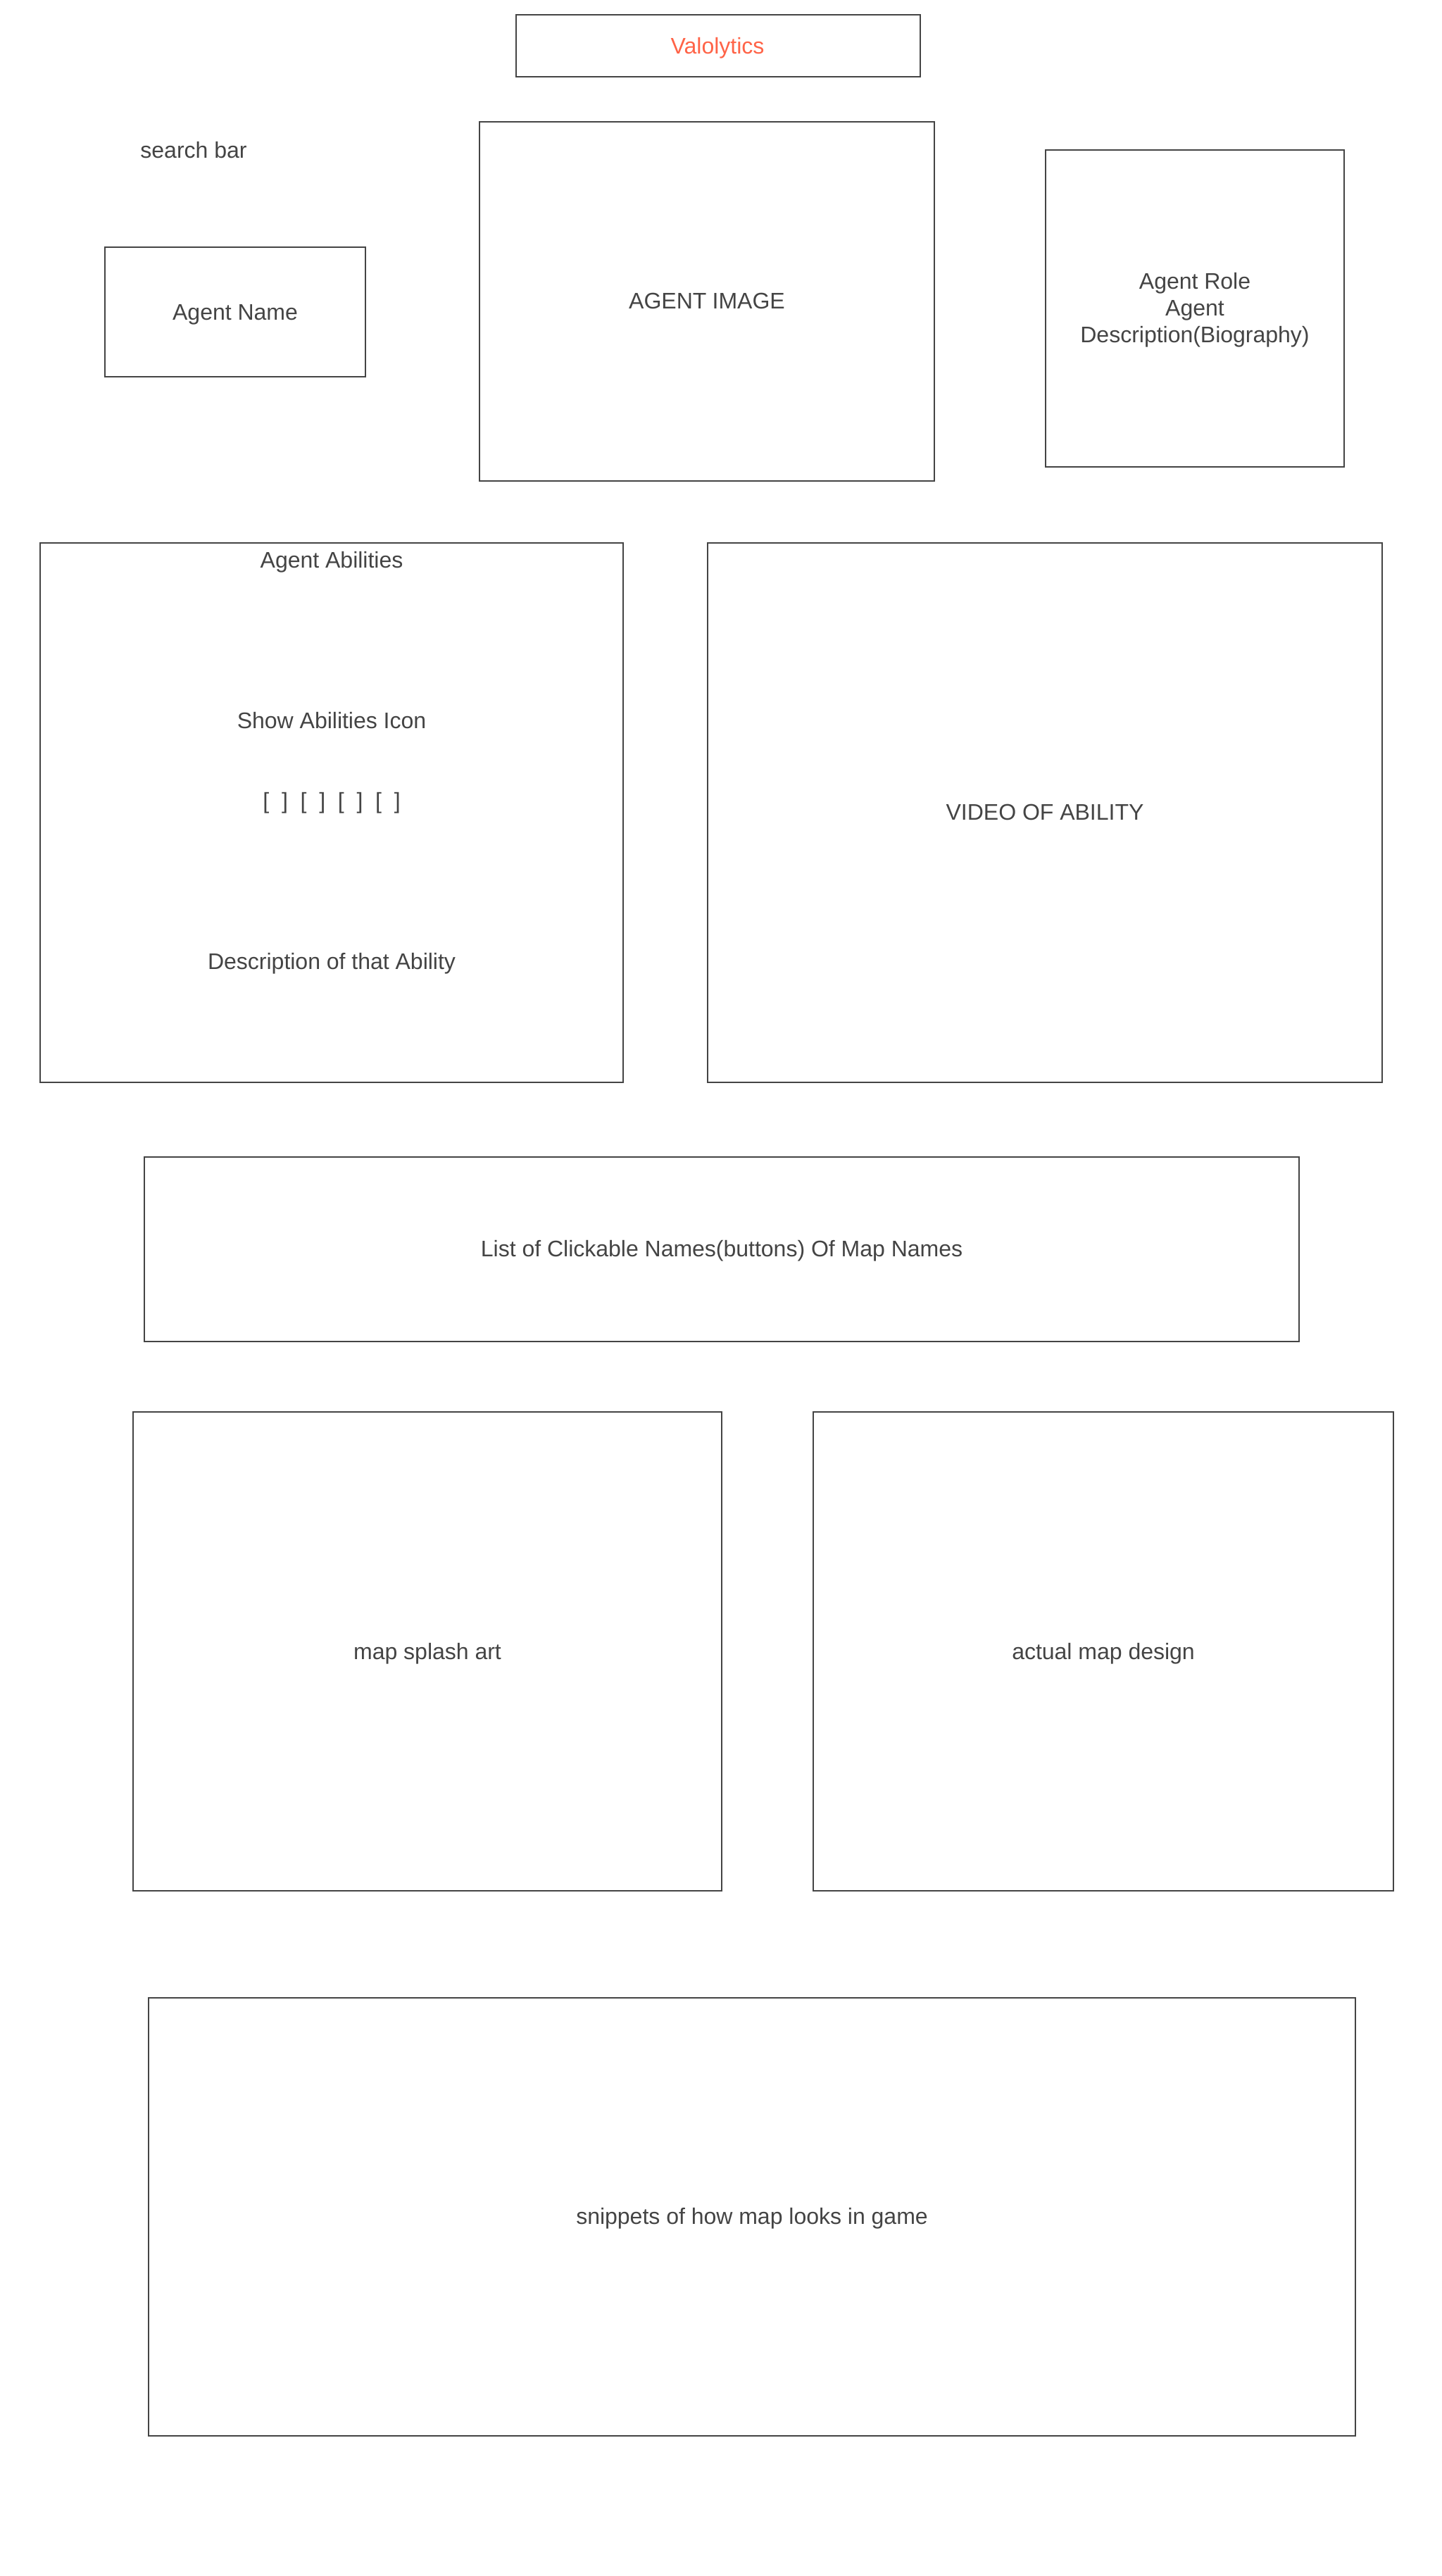 Valolytics
search bar
Agent Name
AGENT IMAGE
Agent Role
Agent
Description(Biography)
Agent Abilities
Show Abilities Icon
[ ] [ ] [ ] [ ]
Description of that Ability
VIDEO OF ABILITY
List of Clickable Names(buttons) Of Map Names
map splash art
actual map design
snippets of how map looks in game